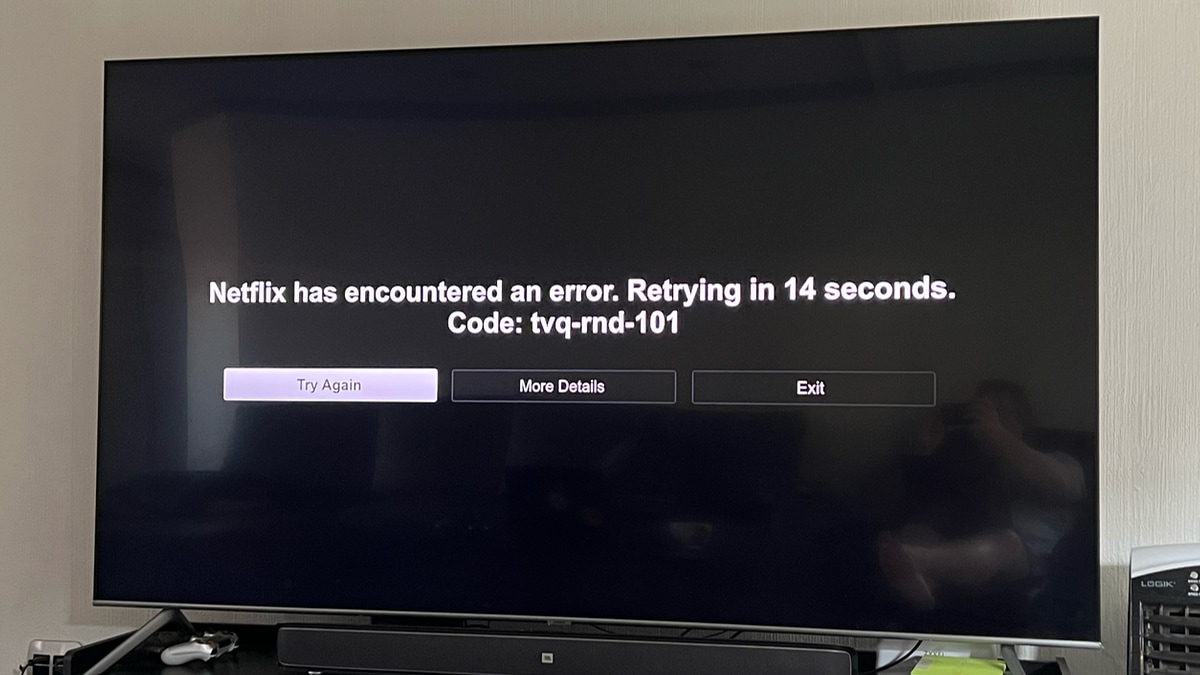 Netflix has encountered an error. Retrying in 14 seconds.
Code: tvq-rnd-101
Try Again
More Details
Exit
LOGIK
JBL